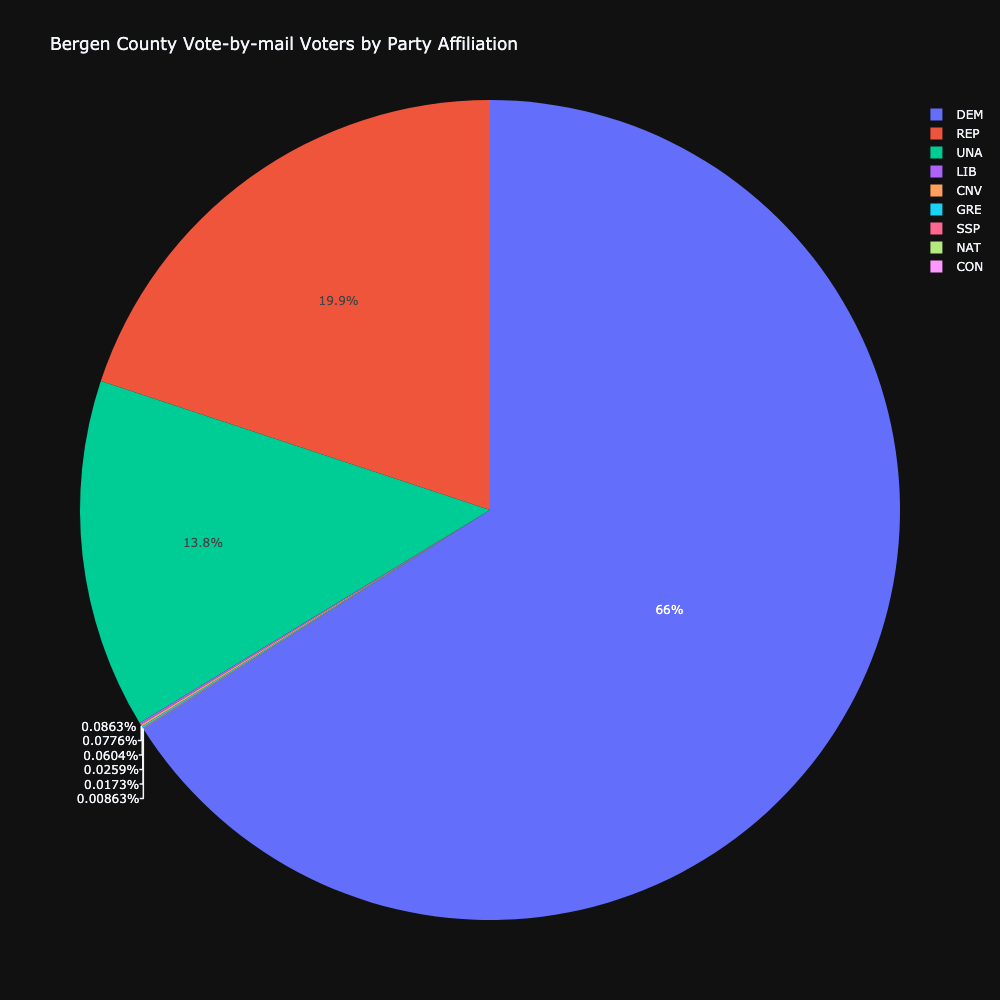 Bergen County Vote-by-mail Voters by Party Affiliation
DEM
REP
UNA
LIB
CNV
GRE
SSP
NAT
CON
19.9%
13.8%
66%
0.0863%
0.0776%
0.0604%
0.0259%
0.0173%
0.00863%